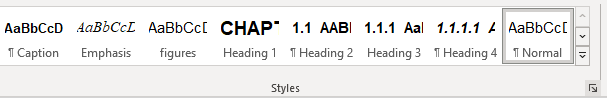 AaBbCcD AaBbCcL AaBbCcI CHAPT 1.1 AABI 1.1.1 Aal 1.1.1.1 A AaBbCcI
¶ Caption Emphasis figures Heading 1 ¶ Heading 2 Heading 3 ¶ Heading 4 ¶ Normal
Styles